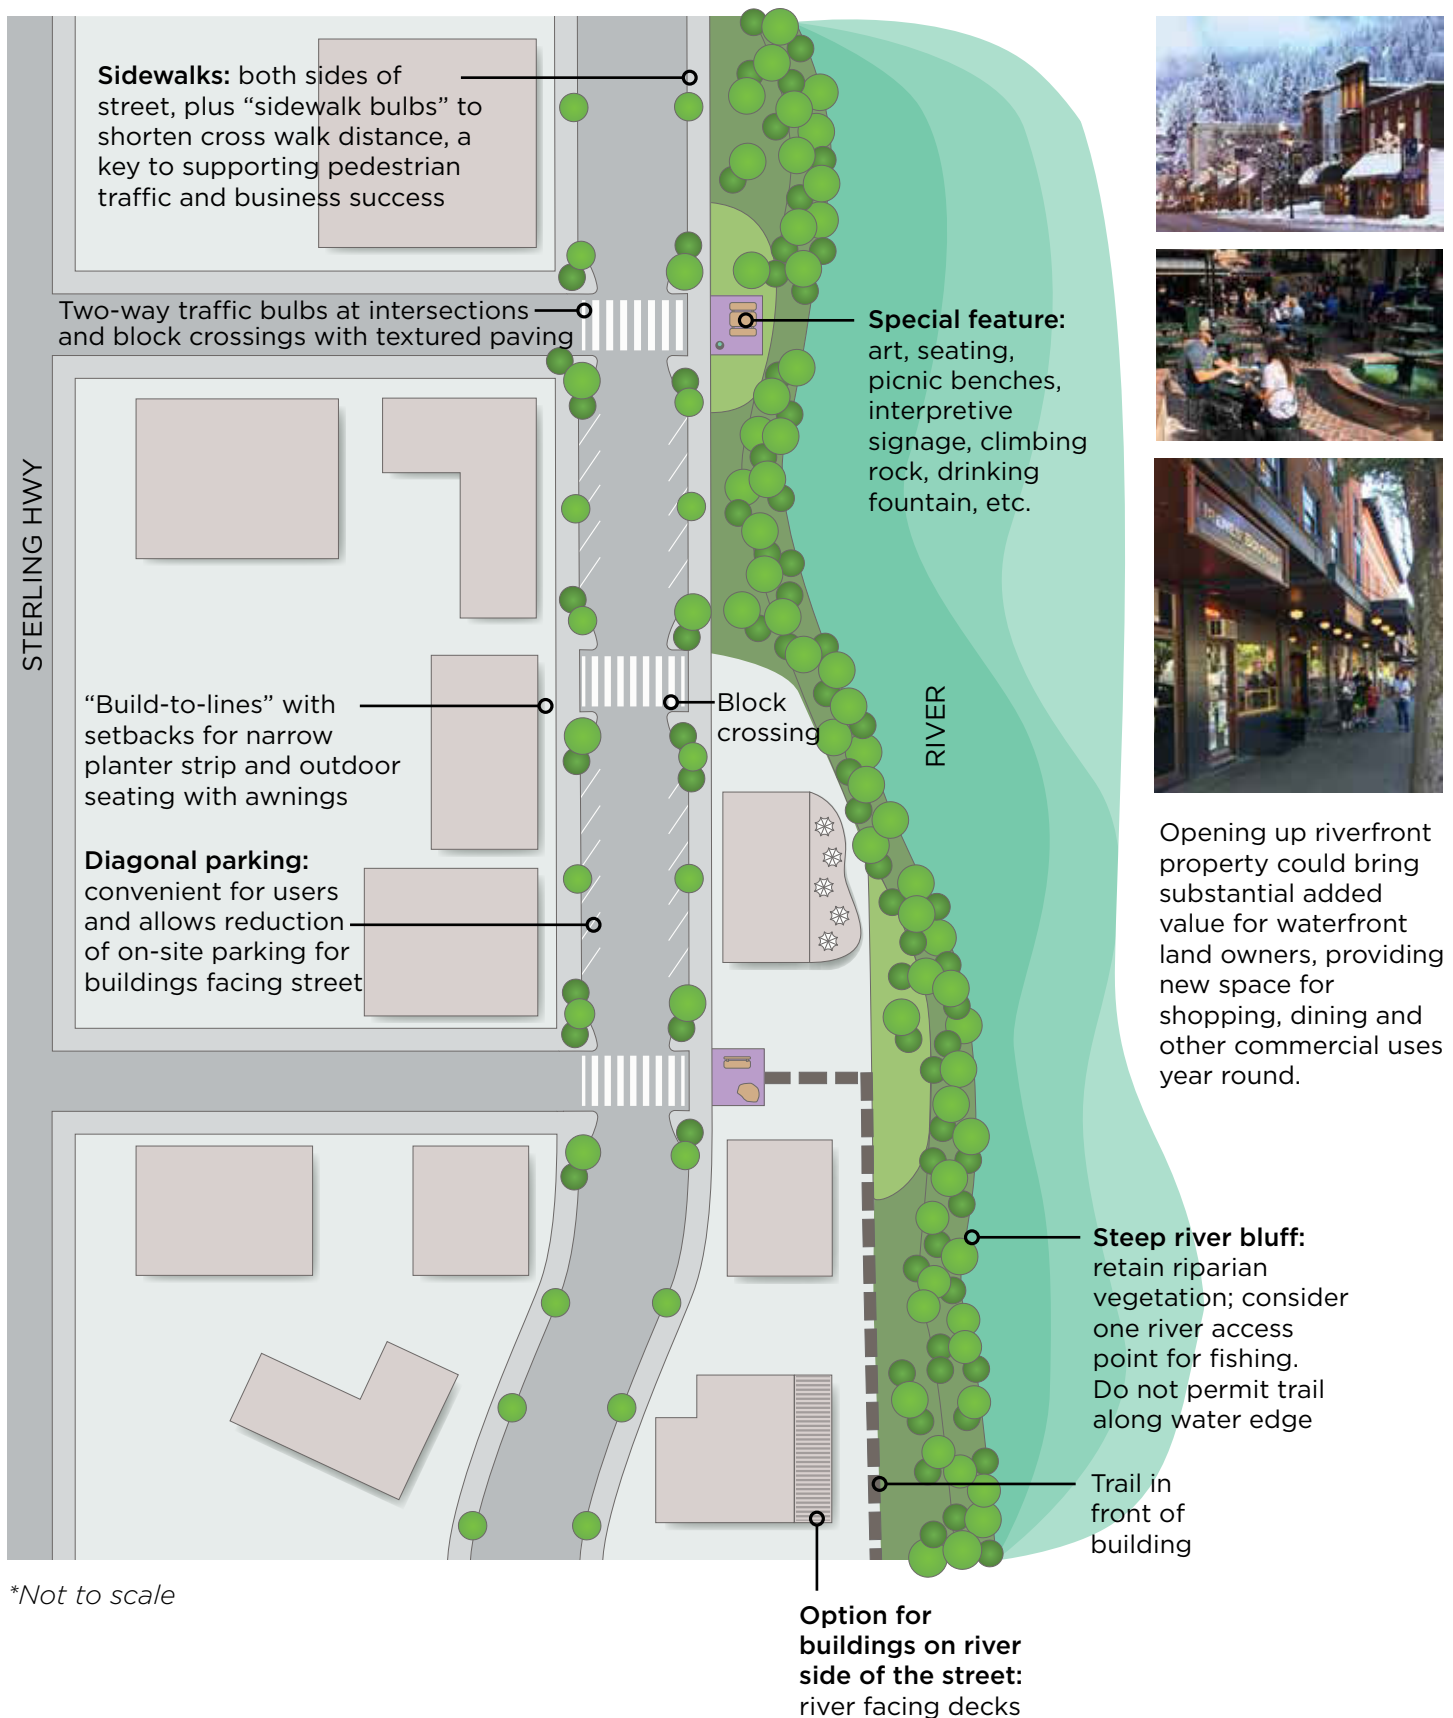 Sidewalks: both sides of
street, plus “sidewalk bulbs” to
shorten cross walk distance, a
key to supporting pedestrian
traffic and business success
Two-way traffic bulbs at intersections
and block crossings with textured paving
Special feature:
art, seating,
picnic benches,
interpretive
signage, climbing
rock, drinking
fountain, etc.
STERLING HWY
“Build-to-lines” with
setbacks for narrow
planter strip and outdoor
seating with awnings
Block
crossing
RIVER
Diagonal parking:
convenient for users
and allows reduction
of on-site parking for
buildings facing street
Opening up riverfront
property could bring
substantial added
value for waterfront
land owners, providing
new space for
shopping, dining and
other commercial uses
year round.
Steep river bluff:
retain riparian
vegetation; consider
one river access
point for fishing.
Do not permit trail
along water edge
Trail in
front of
building
*Not to scale
Option for
buildings on river
side of the street:
river facing decks